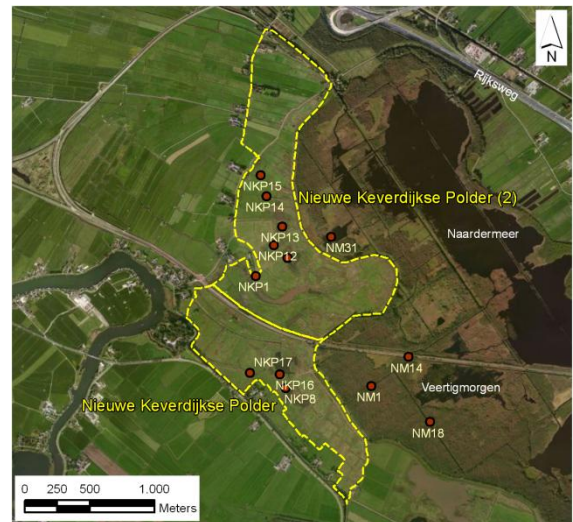 N
Rijksweg
NKP15
Nieuwe Keverdijkse Polder (2)
NKP14
NKP13
Naardermeer
NM31
NKP12
NKP1
NKP17
NM14
NKP16
Veertigmorgen
NKP8
NM1
Nieuwe Keverdijkse Polder
NM18
0 250 500 1.000
Meters